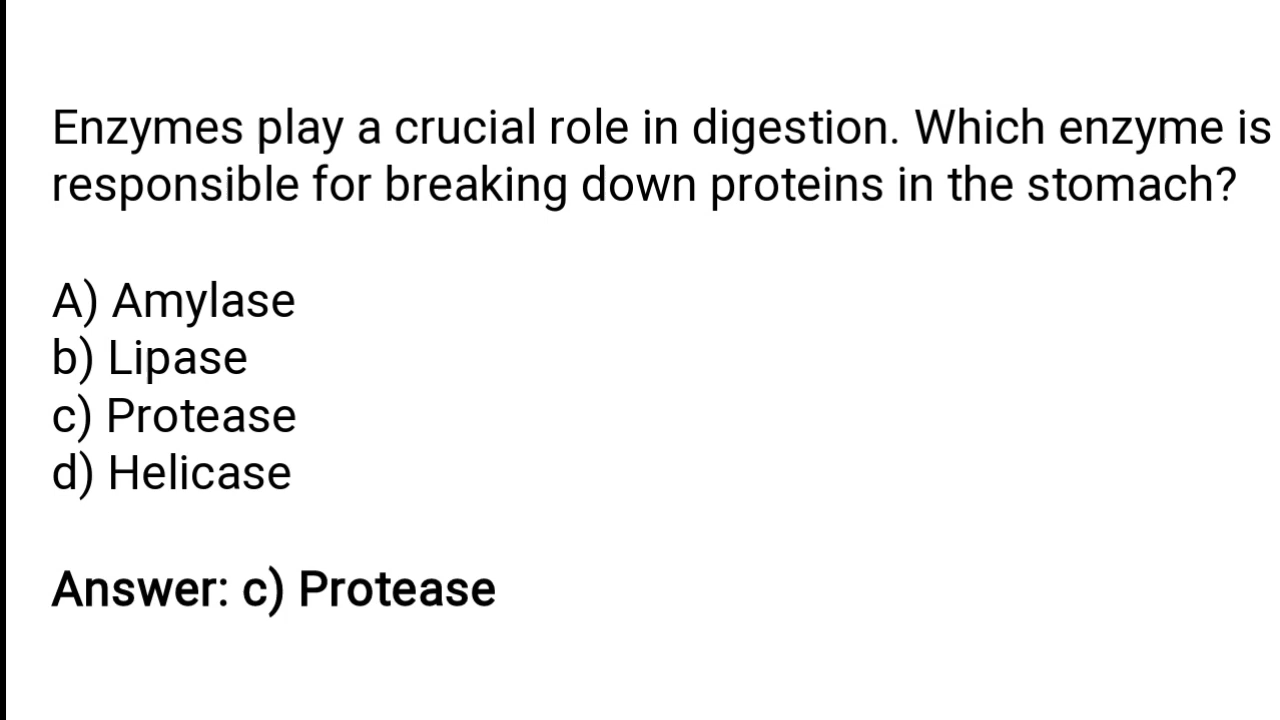 Enzymes play a crucial role in digestion. Which enzyme is
responsible for breaking down proteins in the stomach?
A) Amylase
b) Lipase
c) Protease
d) Helicase
Answer: c) Protease